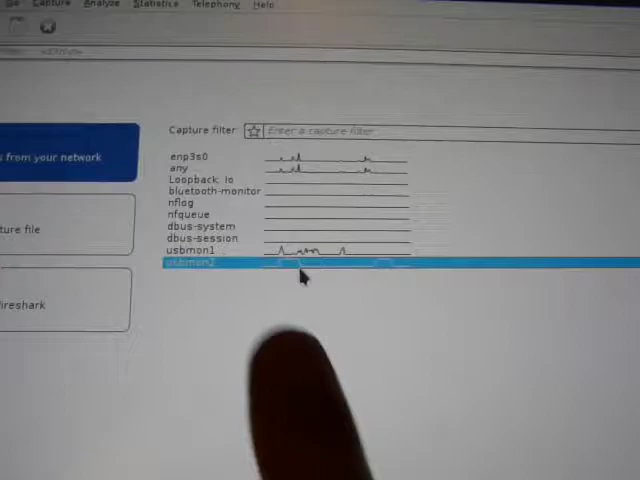 Go Capture Analyze Statistics Telephony Help
Capture filter Enter a capture filter
s from your network
enp3s0
any
Loopback: lo
bluetooth-monitor
nflog
nfqueue
ture file
dbus-system
dbus-session
usbmon1
usbmon2
ireshark